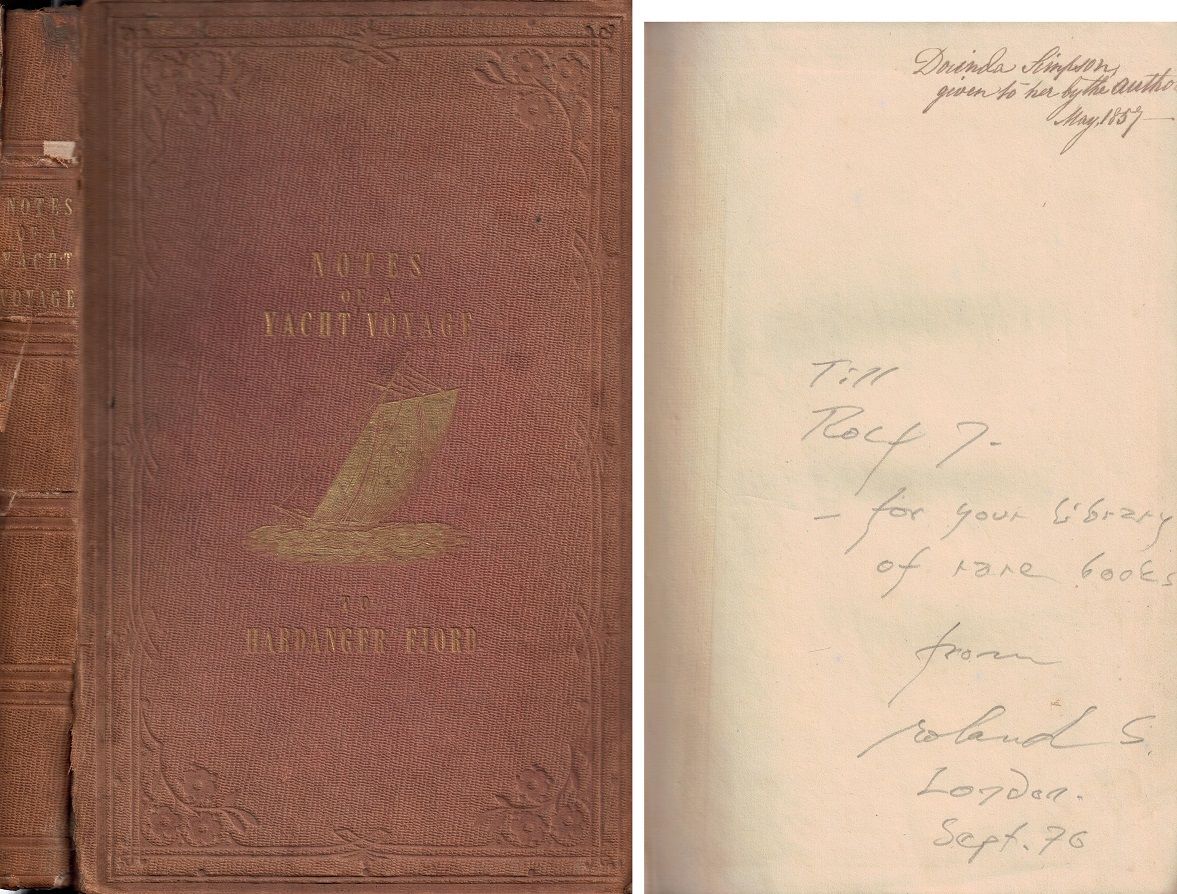 NOTES
OF A
YACHT
VOYAGE
NOTES
OF A
YACHT VOYAGE
TO
HARDANGER FJORD
Dorinda Simpson,
given to her by the autho
May, 1857—
Till
Rolf J.
– for your library
of rare books
from
roland S.
London.
Sept. 76